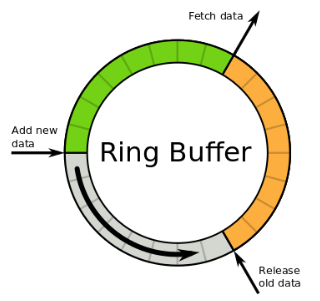 Fetch data
Add new
data
Ring Buffer
Release
old data